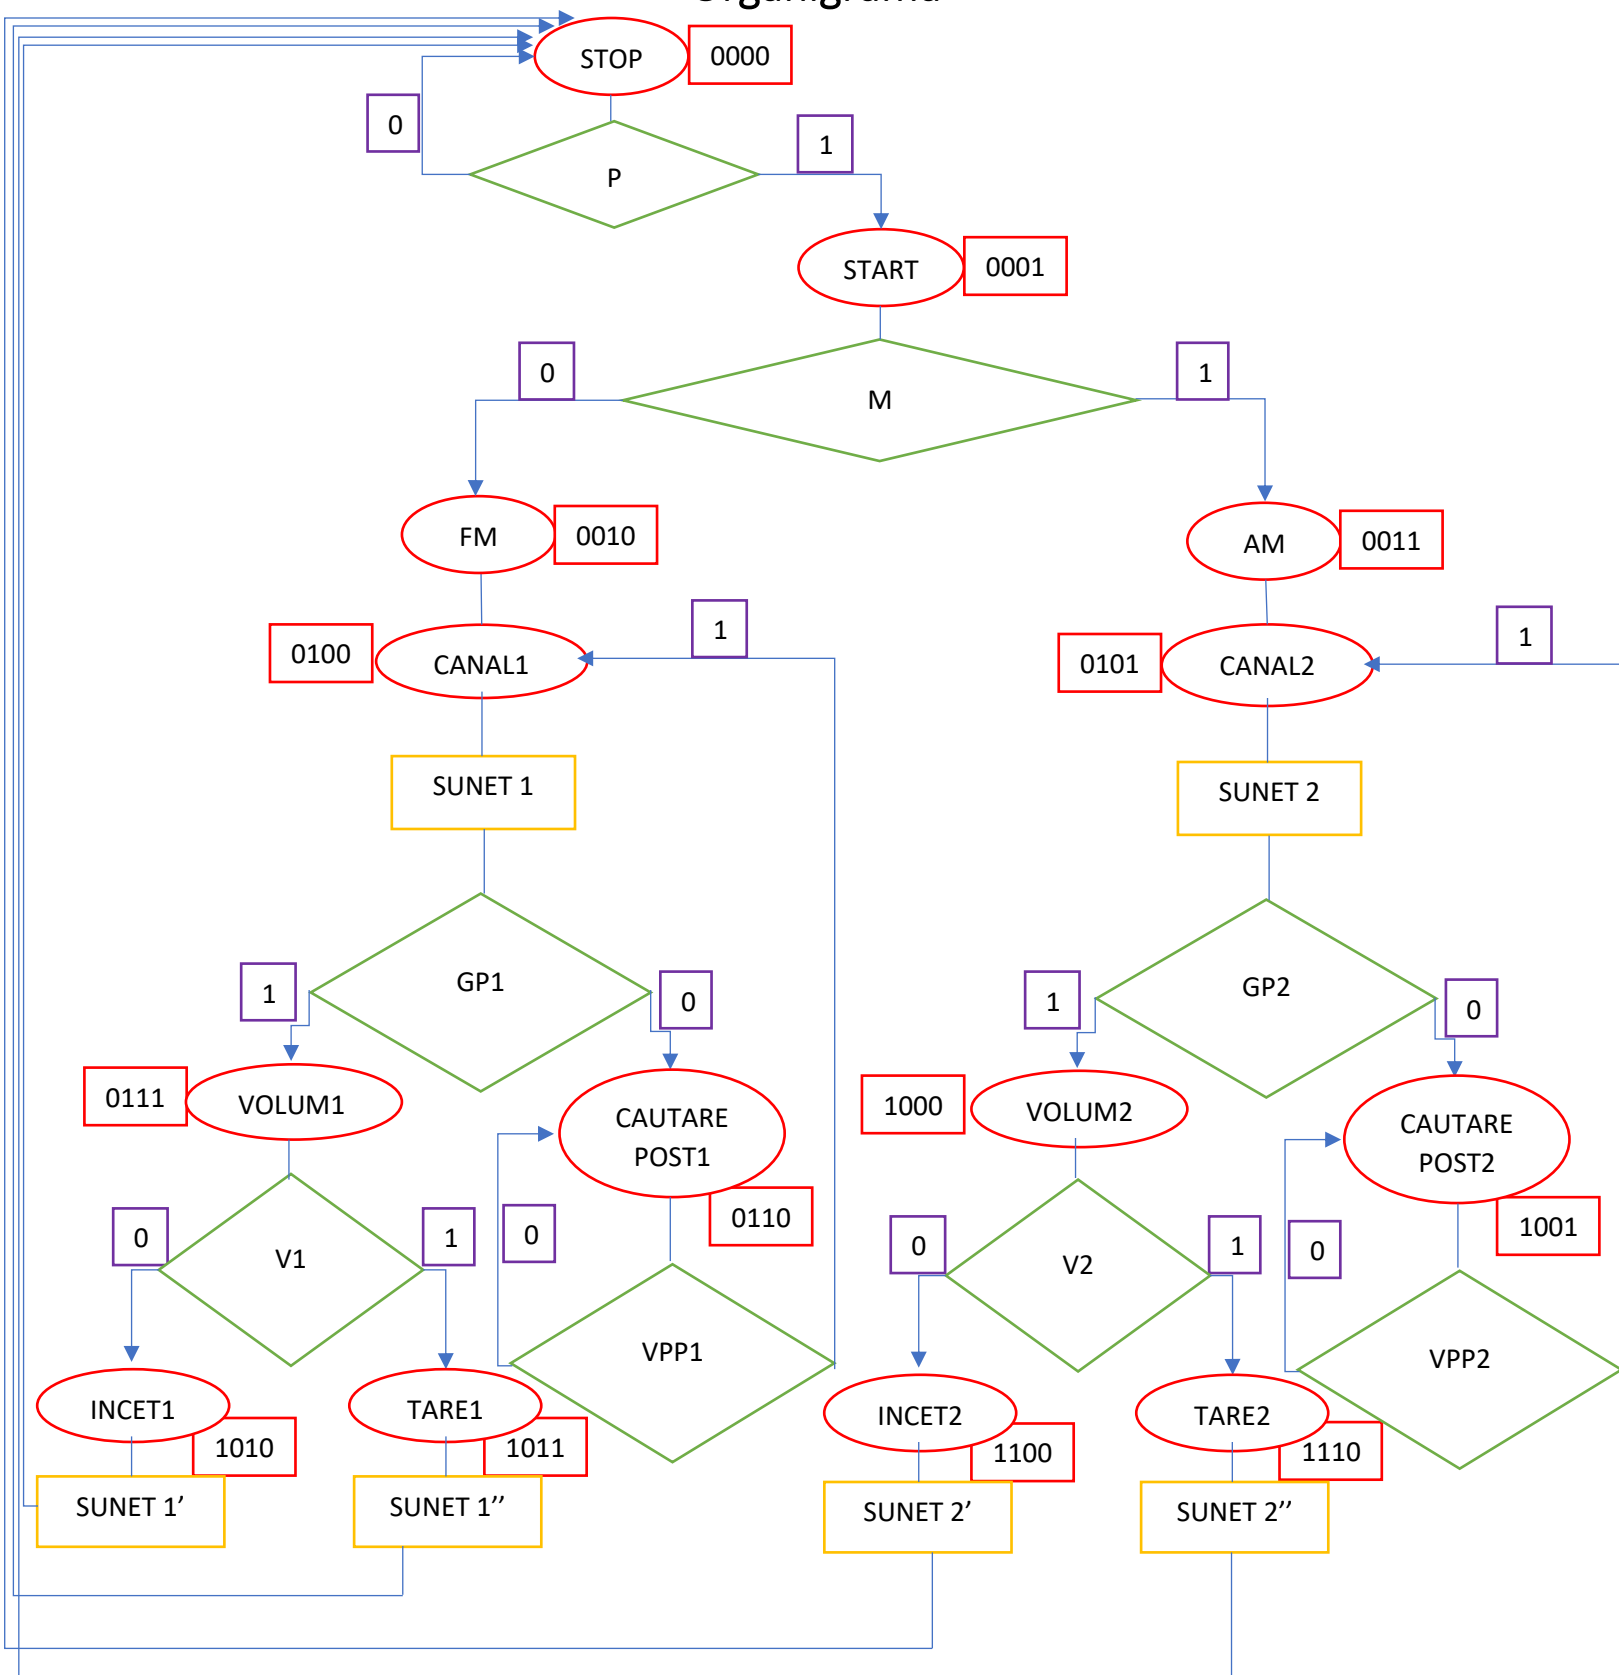 Organigrama
STOP
0000
0
1
P
START
0001
0
1
M
FM
0010
AM
0011
1
1
0100
CANAL1
0101
CANAL2
SUNET 1
SUNET 2
GP1
GP2
1
0
1
0
0111
VOLUM1
CAUTARE
POST1
1000
VOLUM2
CAUTARE
POST2
0110
1001
0
V1
1
0
0
V2
1
0
VPP1
VPP2
INCET1
TARE1
INCET2
TARE2
1010
1011
1100
1110
SUNET 1’
SUNET 1’’
SUNET 2’
SUNET 2’’